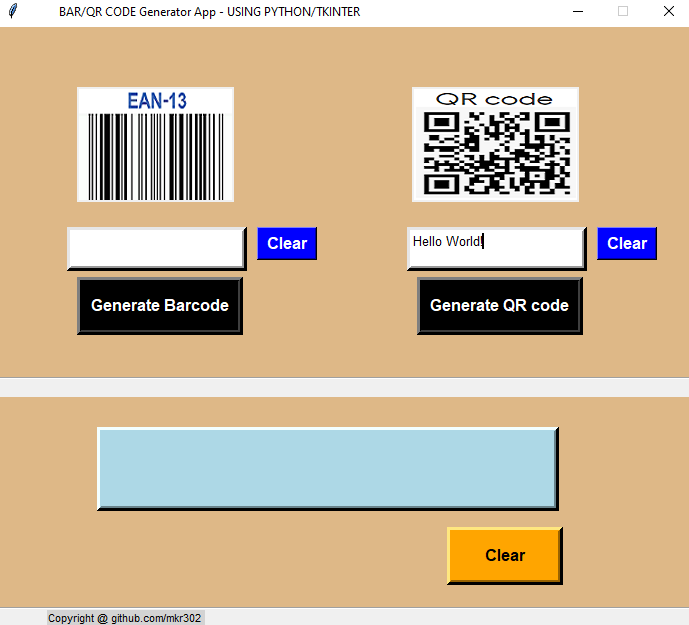 BAR/QR CODE Generator App - USING PYTHON/TKINTER
EAN-13
QR code
Clear
Hello World!
Clear
Generate Barcode
Generate QR code
Clear
Copyright @ github.com/mkr302